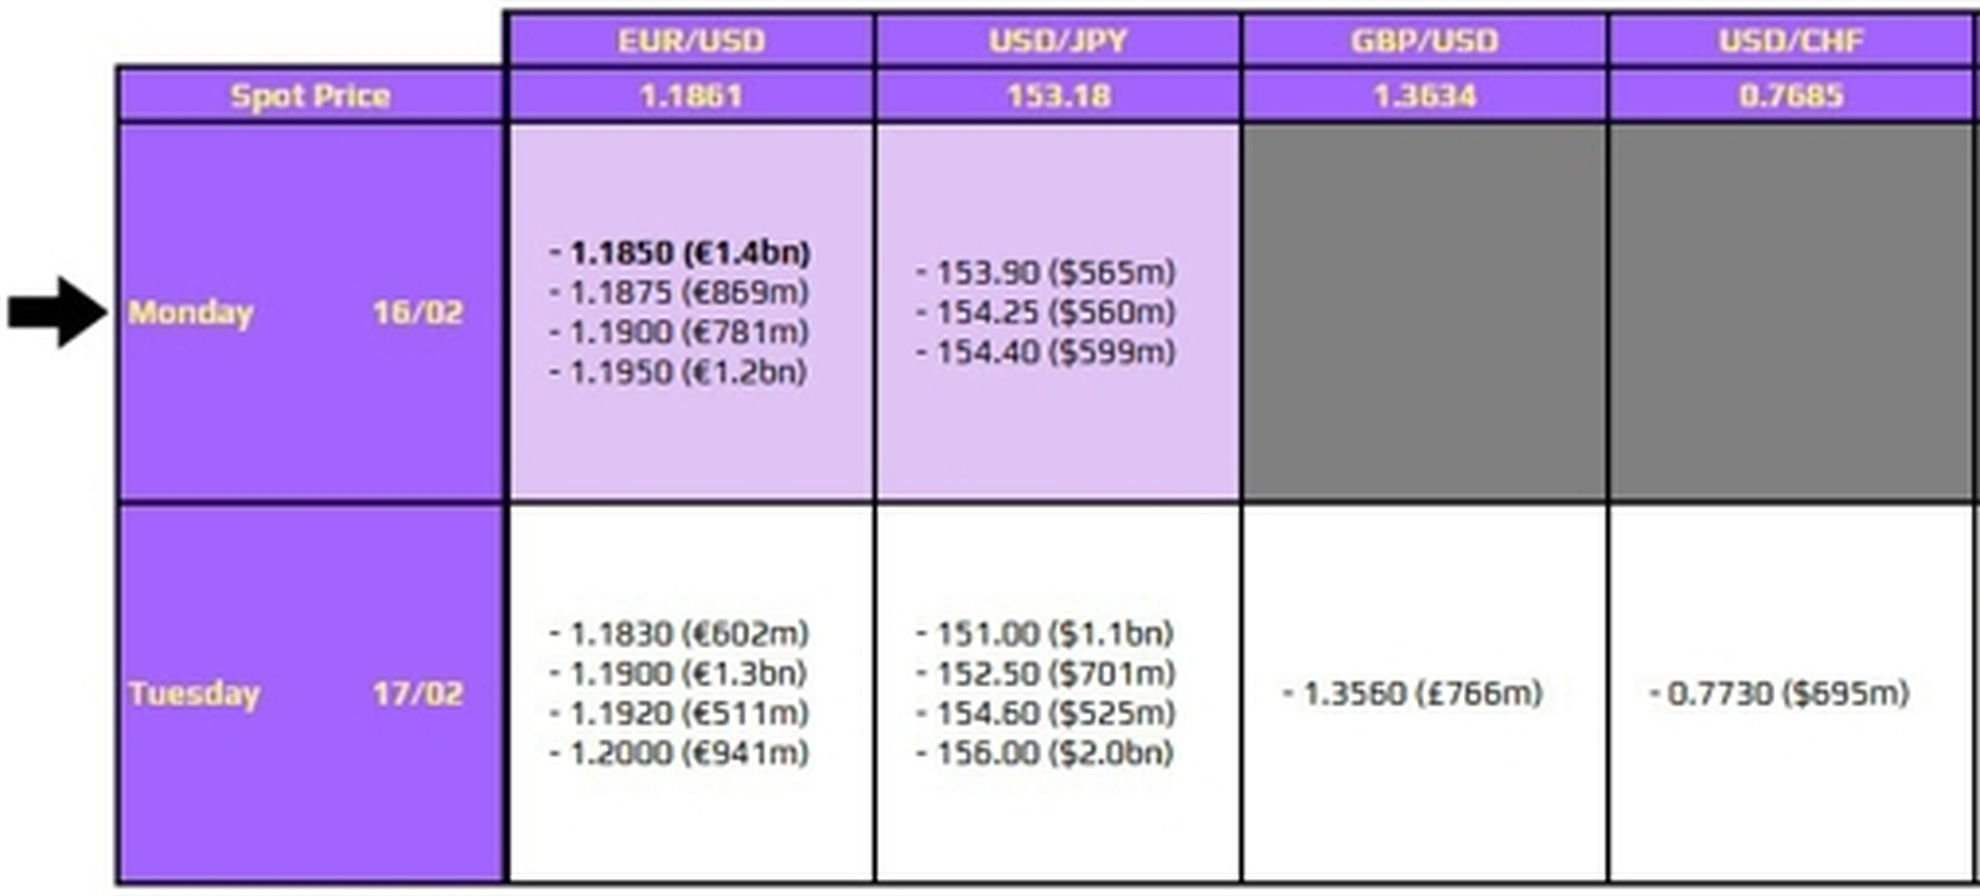 EUR/USD USD/JPY GBP/USD USD/CHF
Spot Price 1.1861 153.18 1.3634 0.7685
Monday 16/02
- 1.1850 (€1.4bn)
- 1.1875 (€869m)
- 1.1900 (€781m)
- 1.1950 (€1.2bn)
- 153.90 ($565m)
- 154.25 ($560m)
- 154.40 ($599m)
Tuesday 17/02
- 1.1830 (€602m)
- 1.1900 (€1.3bn)
- 1.1920 (€511m)
- 1.2000 (€941m)
- 151.00 ($1.1bn)
- 152.50 ($701m)
- 154.60 ($525m)
- 156.00 ($2.0bn)
- 1.3560 (£766m)
- 0.7730 ($695m)